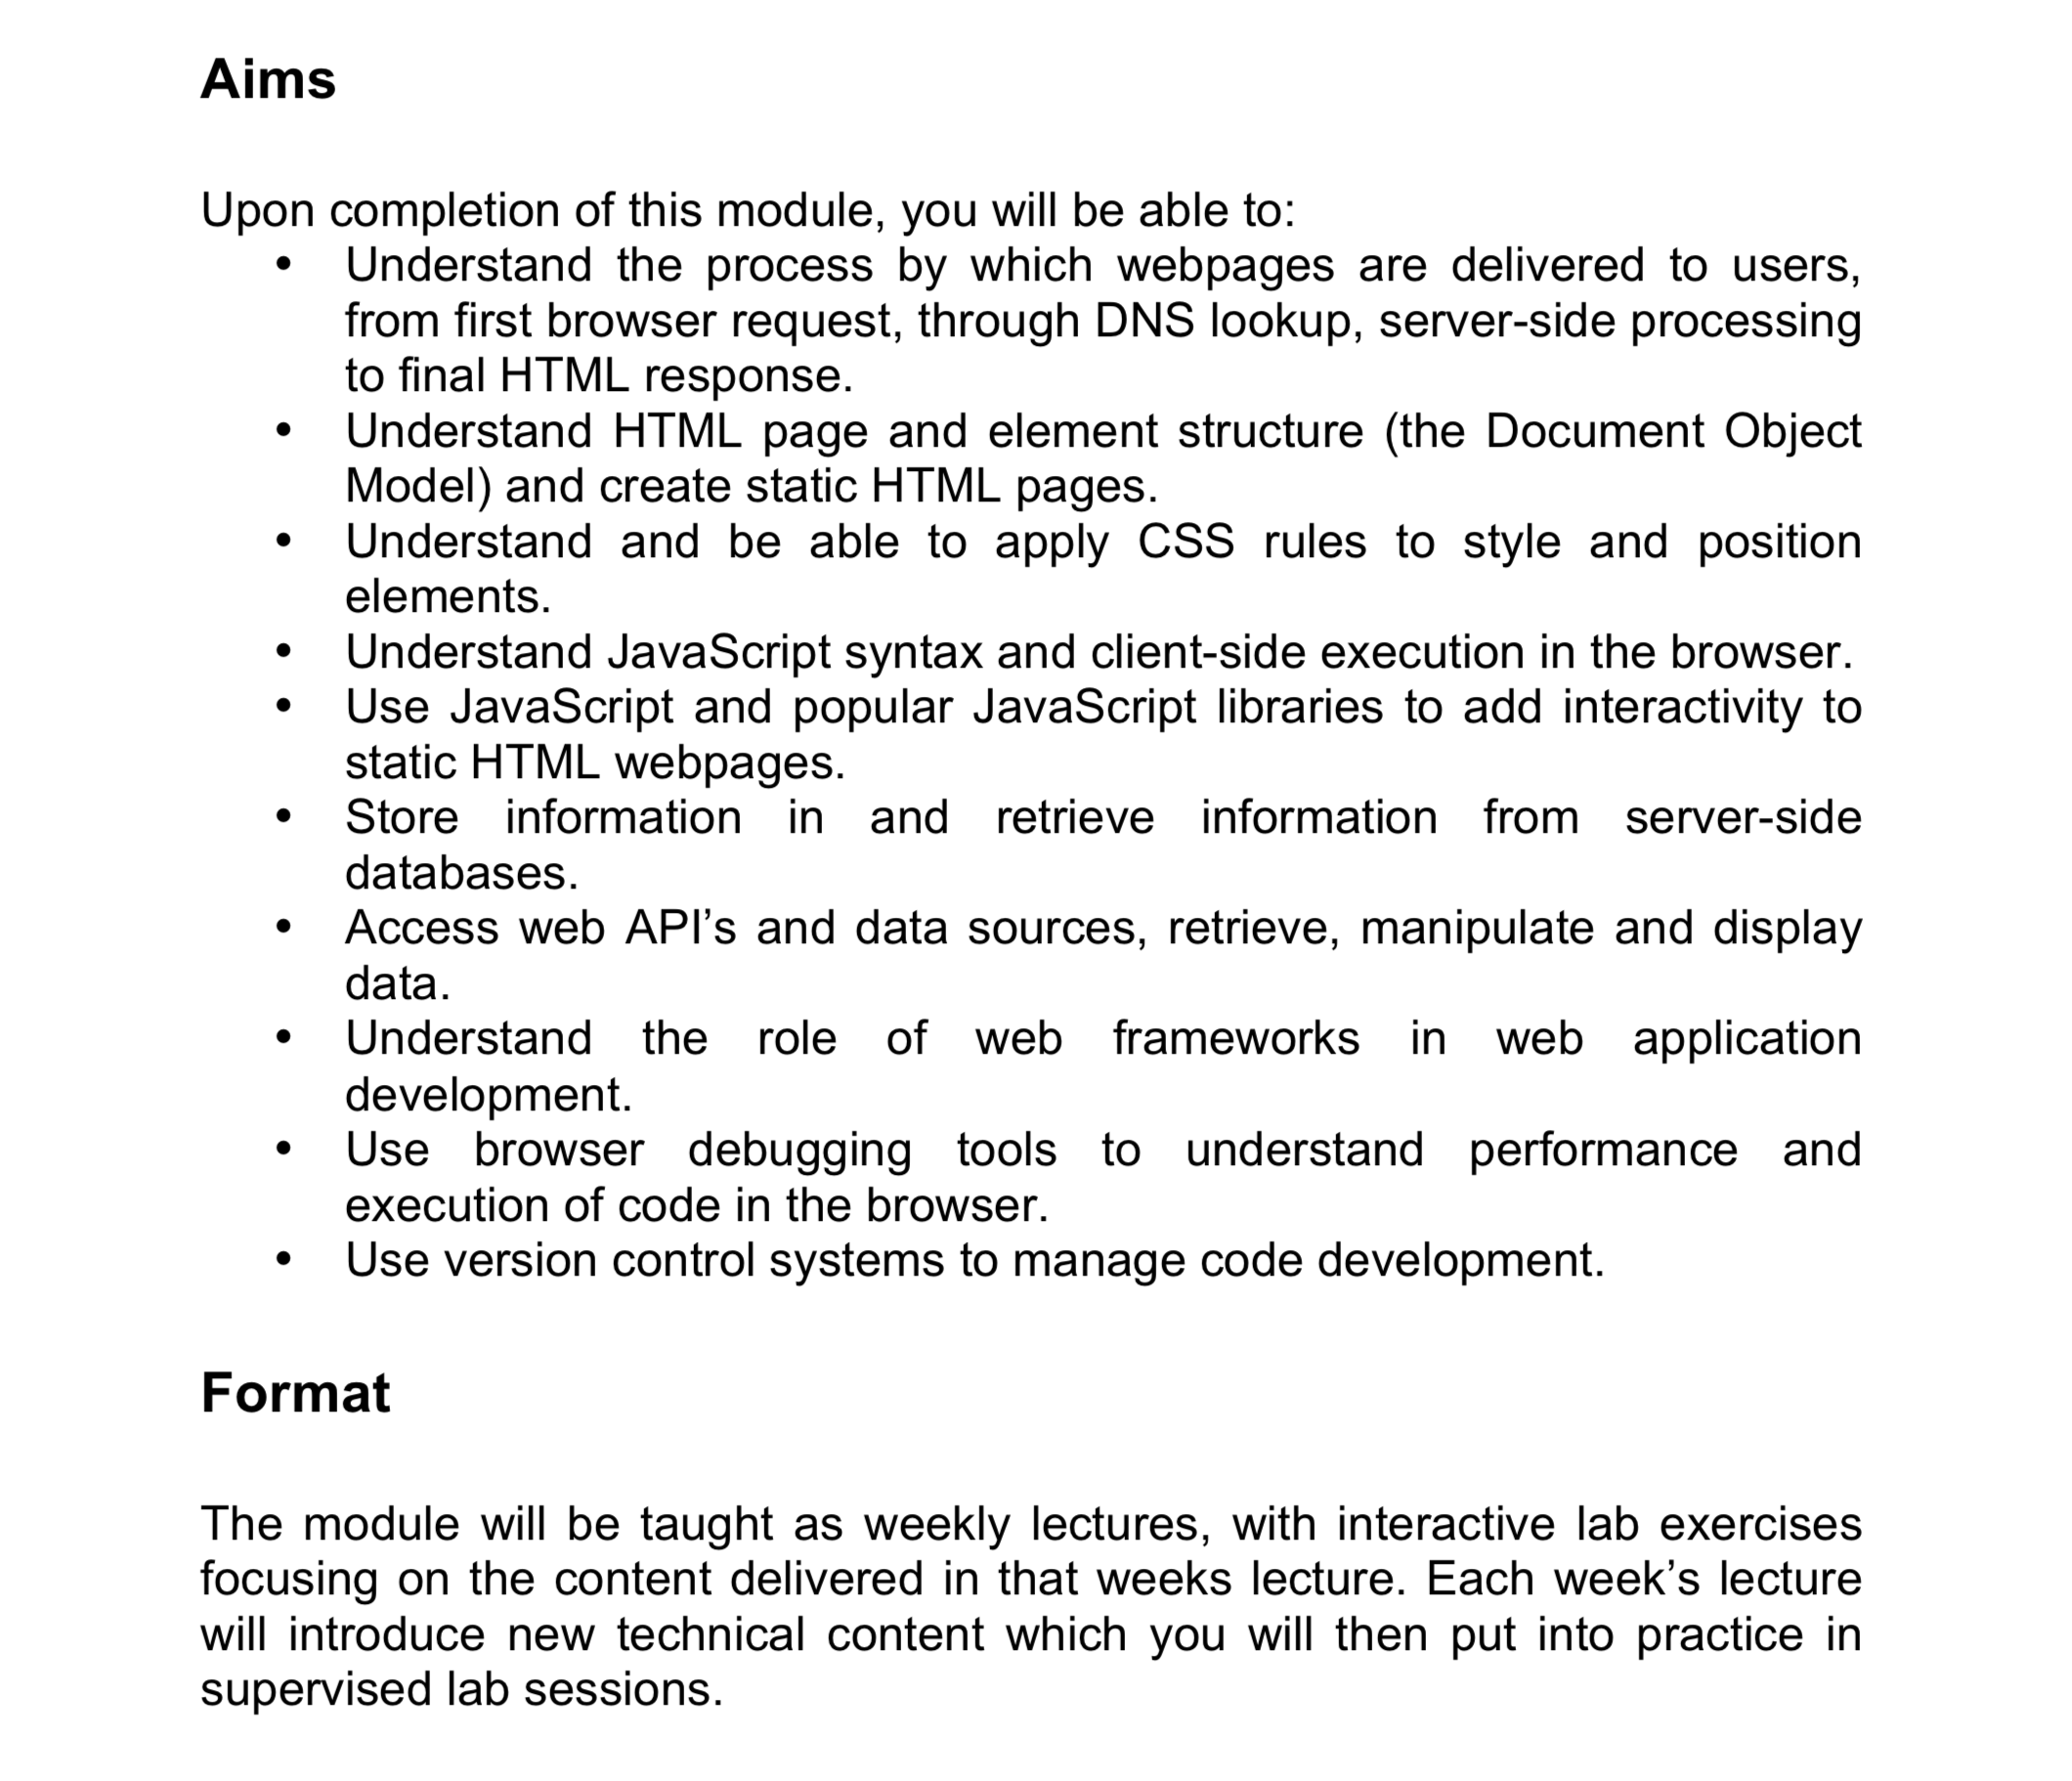 Aims
Upon completion of this module, you will be able to:
• Understand the process by which webpages are delivered to users,
from first browser request, through DNS lookup, server-side processing
to final HTML response.
• Understand HTML page and element structure (the Document Object
Model) and create static HTML pages.
• Understand and be able to apply CSS rules to style and position
elements.
• Understand JavaScript syntax and client-side execution in the browser.
• Use JavaScript and popular JavaScript libraries to add interactivity to
static HTML webpages.
• Store information in and retrieve information from server-side
databases.
• Access web API’s and data sources, retrieve, manipulate and display
data.
• Understand the role of web frameworks in web application
development.
• Use browser debugging tools to understand performance and
execution of code in the browser.
• Use version control systems to manage code development.
Format
The module will be taught as weekly lectures, with interactive lab exercises
focusing on the content delivered in that weeks lecture. Each week’s lecture
will introduce new technical content which you will then put into practice in
supervised lab sessions.